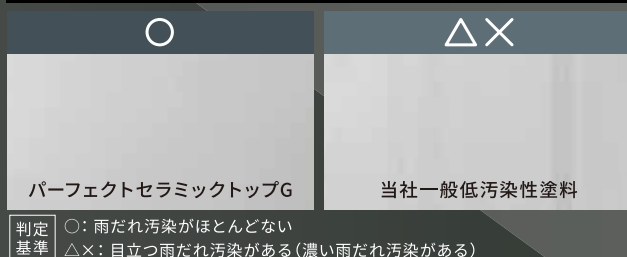 ○ △×
パーフェクトセラミックトップG 当社一般低汚染性塗料
判定基準
○：雨だれ汚染がほとんどない
△×：目立つ雨だれ汚染がある（濃い雨だれ汚染がある）